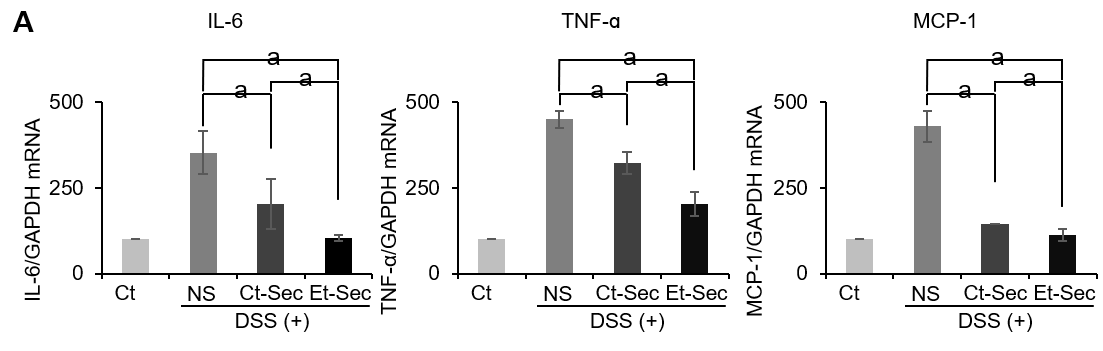 A
IL-6
TNF-α
MCP-1
a
a
a
a
a
a
a
a
a
IL-6/GAPDH mRNA
500
250
0
TNF-α/GAPDH mRNA
500
250
0
MCP-1/GAPDH mRNA
500
250
0
Ct NS Ct-Sec Et-Sec
DSS (+)
Ct NS Ct-Sec Et-Sec
DSS (+)
Ct NS Ct-Sec Et-Sec
DSS (+)